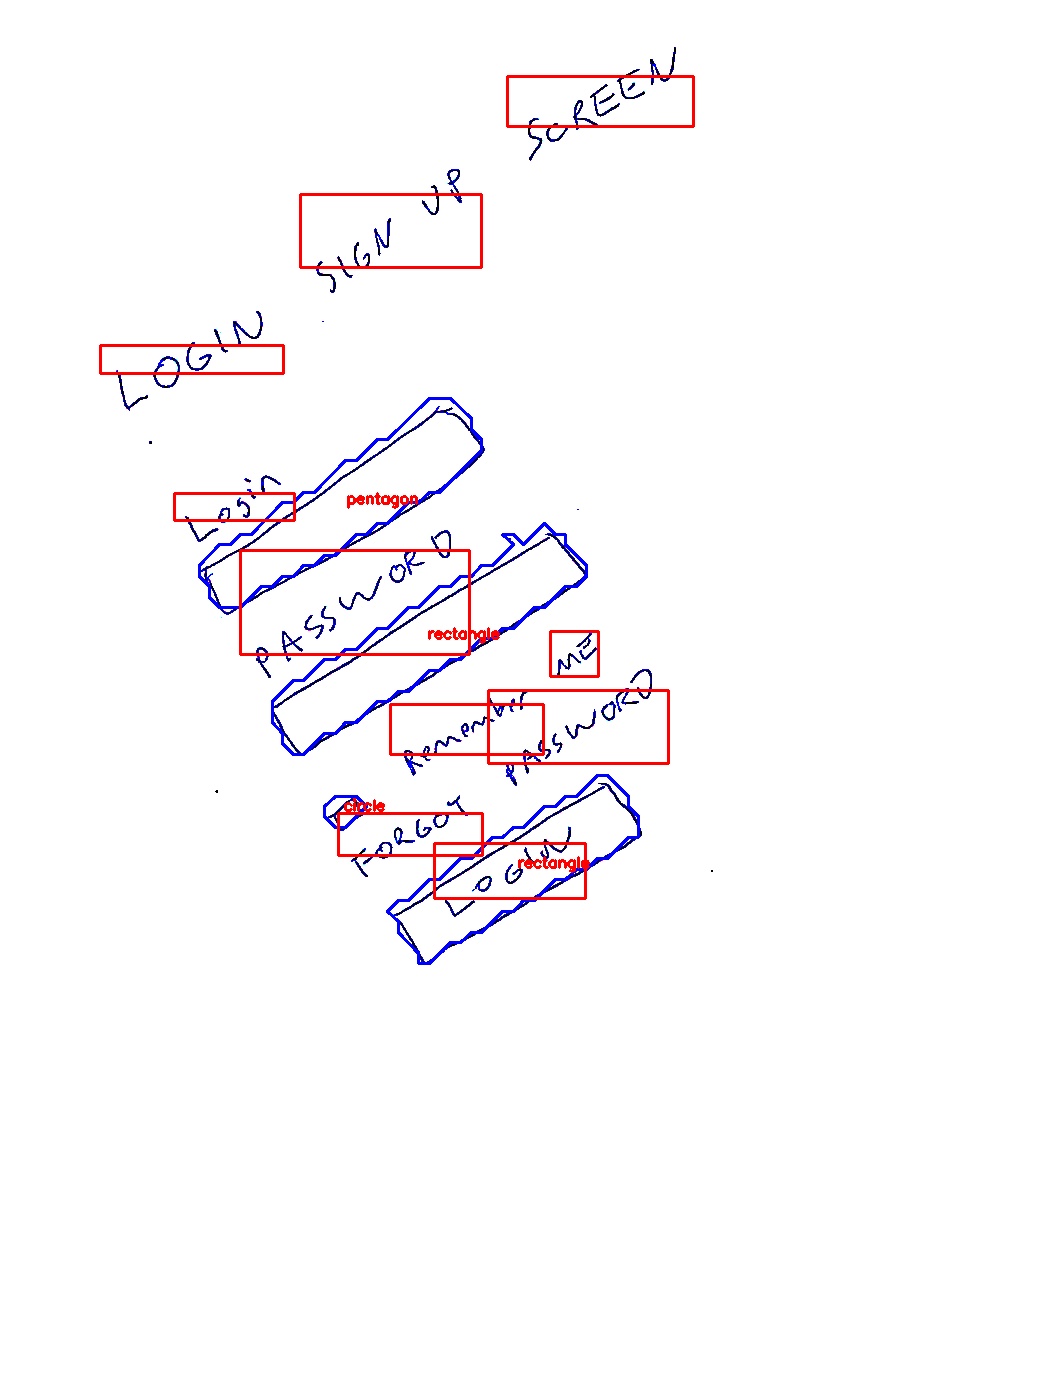 LOGIN SIGN UP SCREEN
Login
pentagon
PASSWORD
rectangle
Remember ME
circle
FORGOT PASSWORD
LOGIN
rectangle